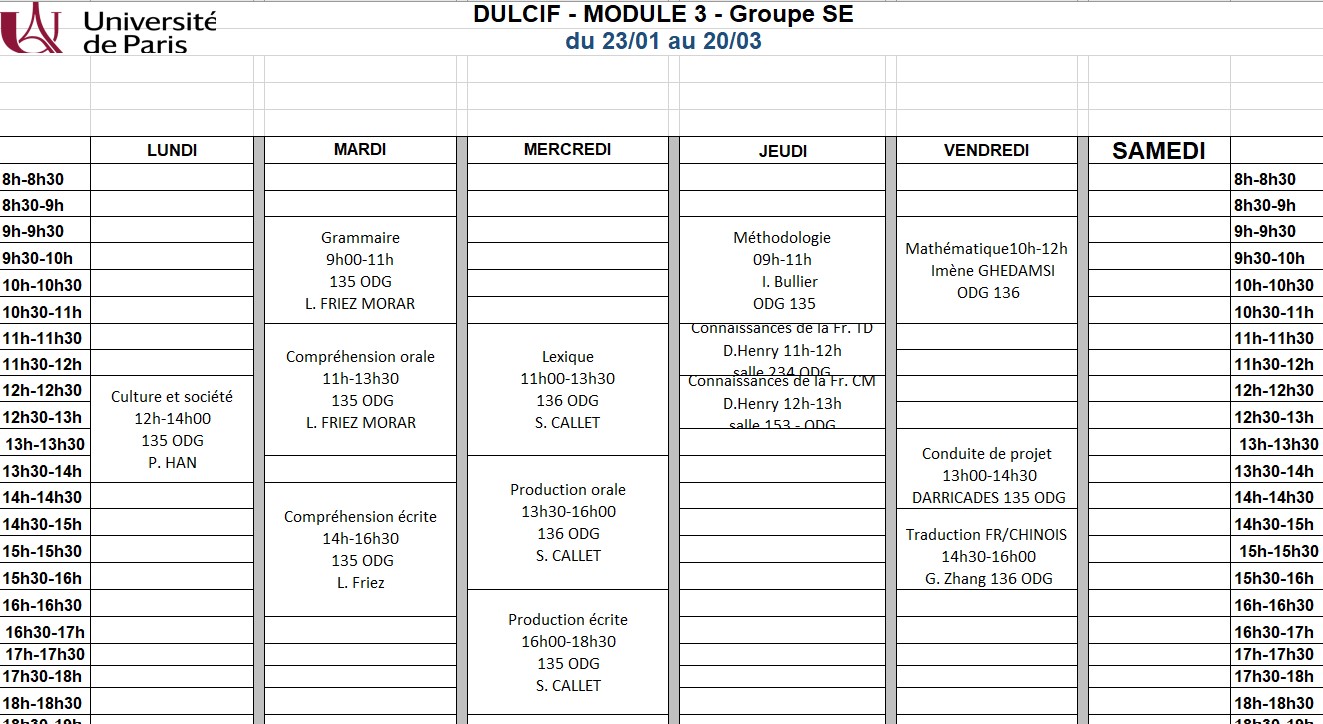 Université
de Paris
DULCIF - MODULE 3 - Groupe SE
du 23/01 au 20/03
LUNDI
MARDI
MERCREDI
JEUDI
VENDREDI
SAMEDI
8h-8h30
8h-8h30
8h30-9h
8h30-9h
9h-9h30
9h-9h30
9h30-10h
9h30-10h
10h-10h30
10h-10h30
10h30-11h
10h30-11h
11h-11h30
11h-11h30
11h30-12h
11h30-12h
12h-12h30
12h-12h30
12h30-13h
12h30-13h
13h-13h30
13h-13h30
13h30-14h
13h30-14h
14h-14h30
14h-14h30
14h30-15h
14h30-15h
15h-15h30
15h-15h30
15h30-16h
15h30-16h
16h-16h30
16h-16h30
16h30-17h
16h30-17h
17h-17h30
17h-17h30
17h30-18h
17h30-18h
18h-18h30
18h-18h30
18h30-19h
18h30-19h
Culture et société
12h-14h00
135 ODG
P. HAN
Grammaire
9h00-11h
135 ODG
L. FRIEZ MORAR
Compréhension orale
11h-13h30
135 ODG
L. FRIEZ MORAR
Compréhension écrite
14h-16h30
135 ODG
L. Friez
Lexique
11h00-13h30
136 ODG
S. CALLET
Production orale
13h30-16h00
136 ODG
S. CALLET
Production écrite
16h00-18h30
135 ODG
S. CALLET
Méthodologie
09h-11h
I. Bullier
ODG 135
Connaissances de la Fr. TD
D.Henry 11h-12h
salle 234 ODG
Connaissances de la Fr. CM
D.Henry 12h-13h
salle 153 - ODG
Mathématique10h-12h
Imène GHEDAMSI
ODG 136
Conduite de projet
13h00-14h30
DARRICADES 135 ODG
Traduction FR/CHINOIS
14h30-16h00
G. Zhang 136 ODG